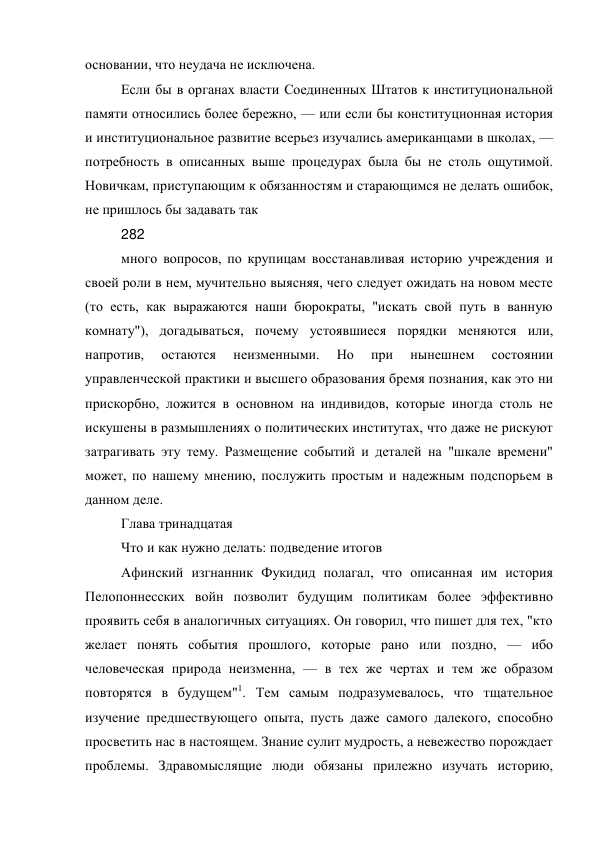 основании, что неудача не исключена.
Если бы в органах власти Соединенных Штатов к институциональной
памяти относились более бережно, — или если бы конституционная история
и институциональное развитие всерьез изучались американцами в школах, —
потребность в описанных выше процедурах была бы не столь ощутимой.
Новичкам, приступающим к обязанностям и старающимся не делать ошибок,
не пришлось бы задавать так
282
много вопросов, по крупицам восстанавливая историю учреждения и
своей роли в нем, мучительно выясняя, чего следует ожидать на новом месте
(то есть, как выражаются наши бюрократы, "искать свой путь в ванную
комнату"), догадываться, почему устоявшиеся порядки меняются или,
напротив, остаются неизменными. Но при нынешнем состоянии
управленческой практики и высшего образования бремя познания, как это ни
прискорбно, ложится в основном на индивидов, которые иногда столь не
искушены в размышлениях о политических институтах, что даже не рискуют
затрагивать эту тему. Размещение событий и деталей на "шкале времени"
может, по нашему мнению, послужить простым и надежным подспорьем в
данном деле.
Глава тринадцатая
Что и как нужно делать: подведение итогов
Афинский изгнанник Фукидид полагал, что описанная им история
Пелопоннесских войн позволит будущим политикам более эффективно
проявить себя в аналогичных ситуациях. Он говорил, что пишет для тех, "кто
желает понять события прошлого, которые рано или поздно, — ибо
человеческая природа неизменна, — в тех же чертах и тем же образом
повторятся в будущем"¹. Тем самым подразумевалось, что тщательное
изучение предшествующего опыта, пусть даже самого далекого, способно
просветить нас в настоящем. Знание сулит мудрость, а невежество порождает
проблемы. Здравомыслящие люди обязаны прилежно изучать историю,